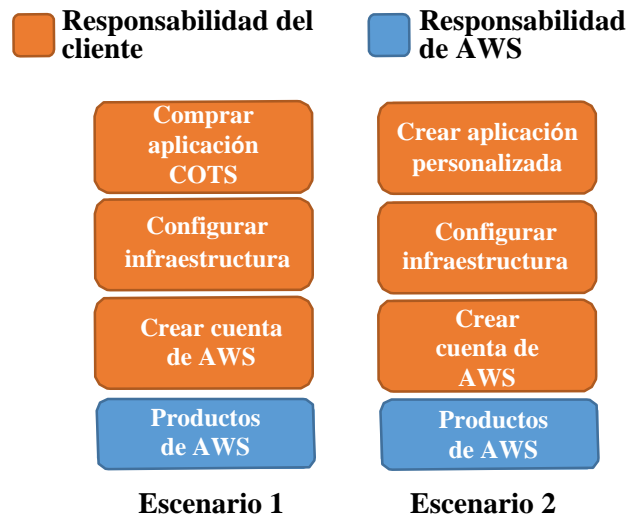 Responsabilidad del
cliente
Responsabilidad
de AWS
Comprar
aplicación
COTS
Configurar
infraestructura
Crear cuenta
de AWS
Productos
de AWS
Escenario 1
Crear aplicación
personalizada
Configurar
infraestructura
Crear
cuenta de
AWS
Productos
de AWS
Escenario 2